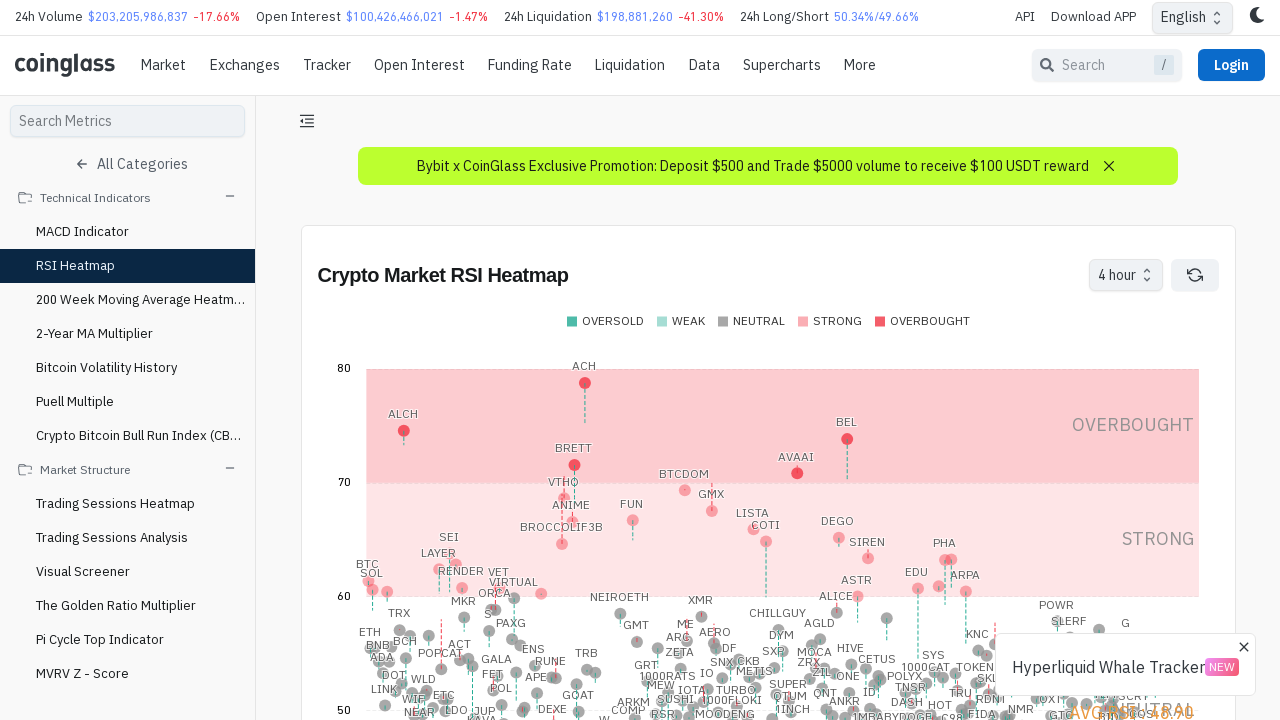 24h Volume $203,205,986,837 -17.66% Open Interest $100,426,466,021 -1.47% 24h Liquidation $198,881,260 -41.30% 24h Long/Short 50.34%/49.66% API Download APP English
coinglass Market Exchanges Tracker Open Interest Funding Rate Liquidation Data Supercharts More Search / Login
Search Metrics
All Categories
Technical Indicators
MACD Indicator
RSI Heatmap
200 Week Moving Average Heatm...
2-Year MA Multiplier
Bitcoin Volatility History
Puell Multiple
Crypto Bitcoin Bull Run Index (CB...
Market Structure
Trading Sessions Heatmap
Trading Sessions Analysis
Visual Screener
The Golden Ratio Multiplier
Pi Cycle Top Indicator
MVRV Z - Score
Bybit x CoinGlass Exclusive Promotion: Deposit $500 and Trade $5000 volume to receive $100 USDT reward
Crypto Market RSI Heatmap 4 hour
OVERSOLD WEAK NEUTRAL STRONG OVERBOUGHT
80 ACH
ALCH BEL OVERBOUGHT
BRETT AVAAI
70 VTHO BTCDOM
GMX
ANIME FUN LISTA
BROCCOLIF3B COTI DEGO
SEI SIREN PHA STRONG
LAYER
BTC SOL RENDER VET EDU ARPA
VIRTUAL ASTR
60 ORCA NEIROETH XMR ALICE
MKR POWR
TRX S PAXG GMT ME CHILLGUY AGLD SLERF G
ETH BNB BCH ACT ENS ARC AERO DYM KNC
ADA POPCAT GALA RUNE TRB ZETA DF SXP MOCA HIVE SYS
DOT WLD FET APE GRT SNX CKB ZRX CETUS 1000CAT TOKEN
LINK POL GOAT 1000RATS IO METIS ZIL ONE POLYX
WIF ETC MEW IOTA TURBO SUPER QNT ID TNSR TRU RDNT
NEAR LDO JUP DEXE ARKM SUSHI 1000FLOKI QTUM ANKR DASH HOT NMR
50 COMP RSR MOODENG 1INCH FIDA NEUTRAL
Hyperliquid Whale Tracker NEW